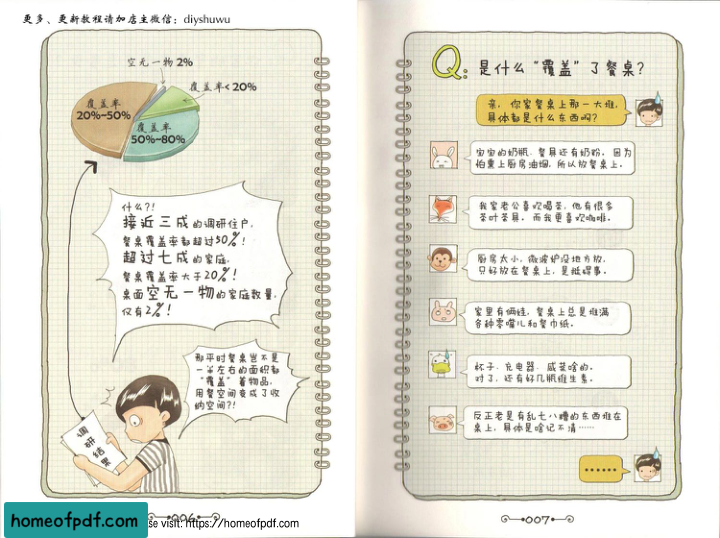 更多、更新教程请加店主微信：diyshuwu
空无一物 2%
覆盖率<20%
覆盖率
20%~50%
覆盖率
50%~80%
什么?!
接近三成的调研住户,
餐桌覆盖率都超过50%!
超过七成的家庭,
餐桌覆盖率大于20%!
桌面空无一物的家庭数量,
仅有2%!
那平时餐桌岂不是
一半左右的面积都
“覆盖”着物品,
用餐空间变成了收
纳空间?!
调研结果
006
se visit: https://homeofpdf.com
homeofpdf.com
Q:是什么“覆盖”了餐桌?
亲, 你家餐桌上那一大堆,
具体都是什么东西啊?
宝宝的奶瓶、餐具还有奶粉, 因为
怕熏上厨房油烟, 所以放餐桌上。
我家老公喜欢喝茶, 他有很多
茶叶茶具。而我更喜欢咖啡。
厨房太小, 微波炉没地方放,
只好放在餐桌上, 是挺碍事。
家里有俩娃, 餐桌上总是堆满
各种零嘴儿和餐巾纸。
杯子、充电器、咸菜啥的。
对了, 还有好几瓶维生素。
反正老是有乱七八糟的东西堆在
桌上, 具体是啥记不清……
……
007